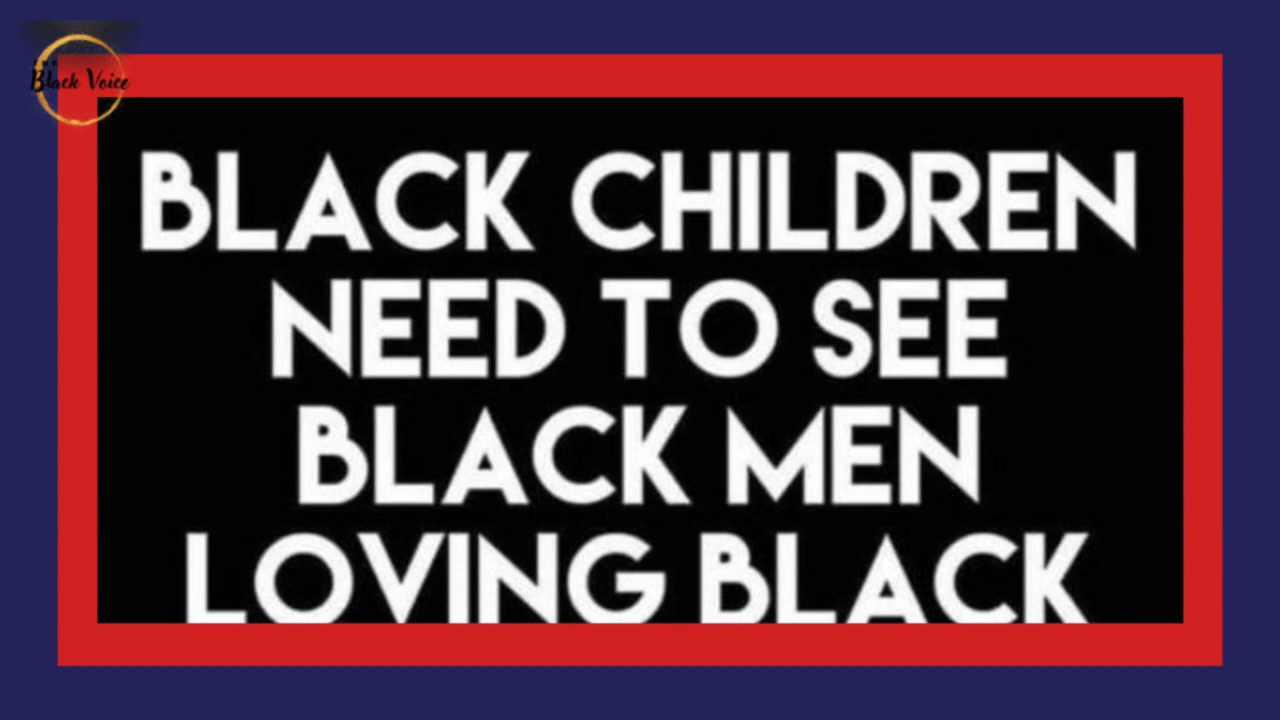 Black Voice
BLACK CHILDREN
NEED TO SEE
BLACK MEN
LOVING BLACK